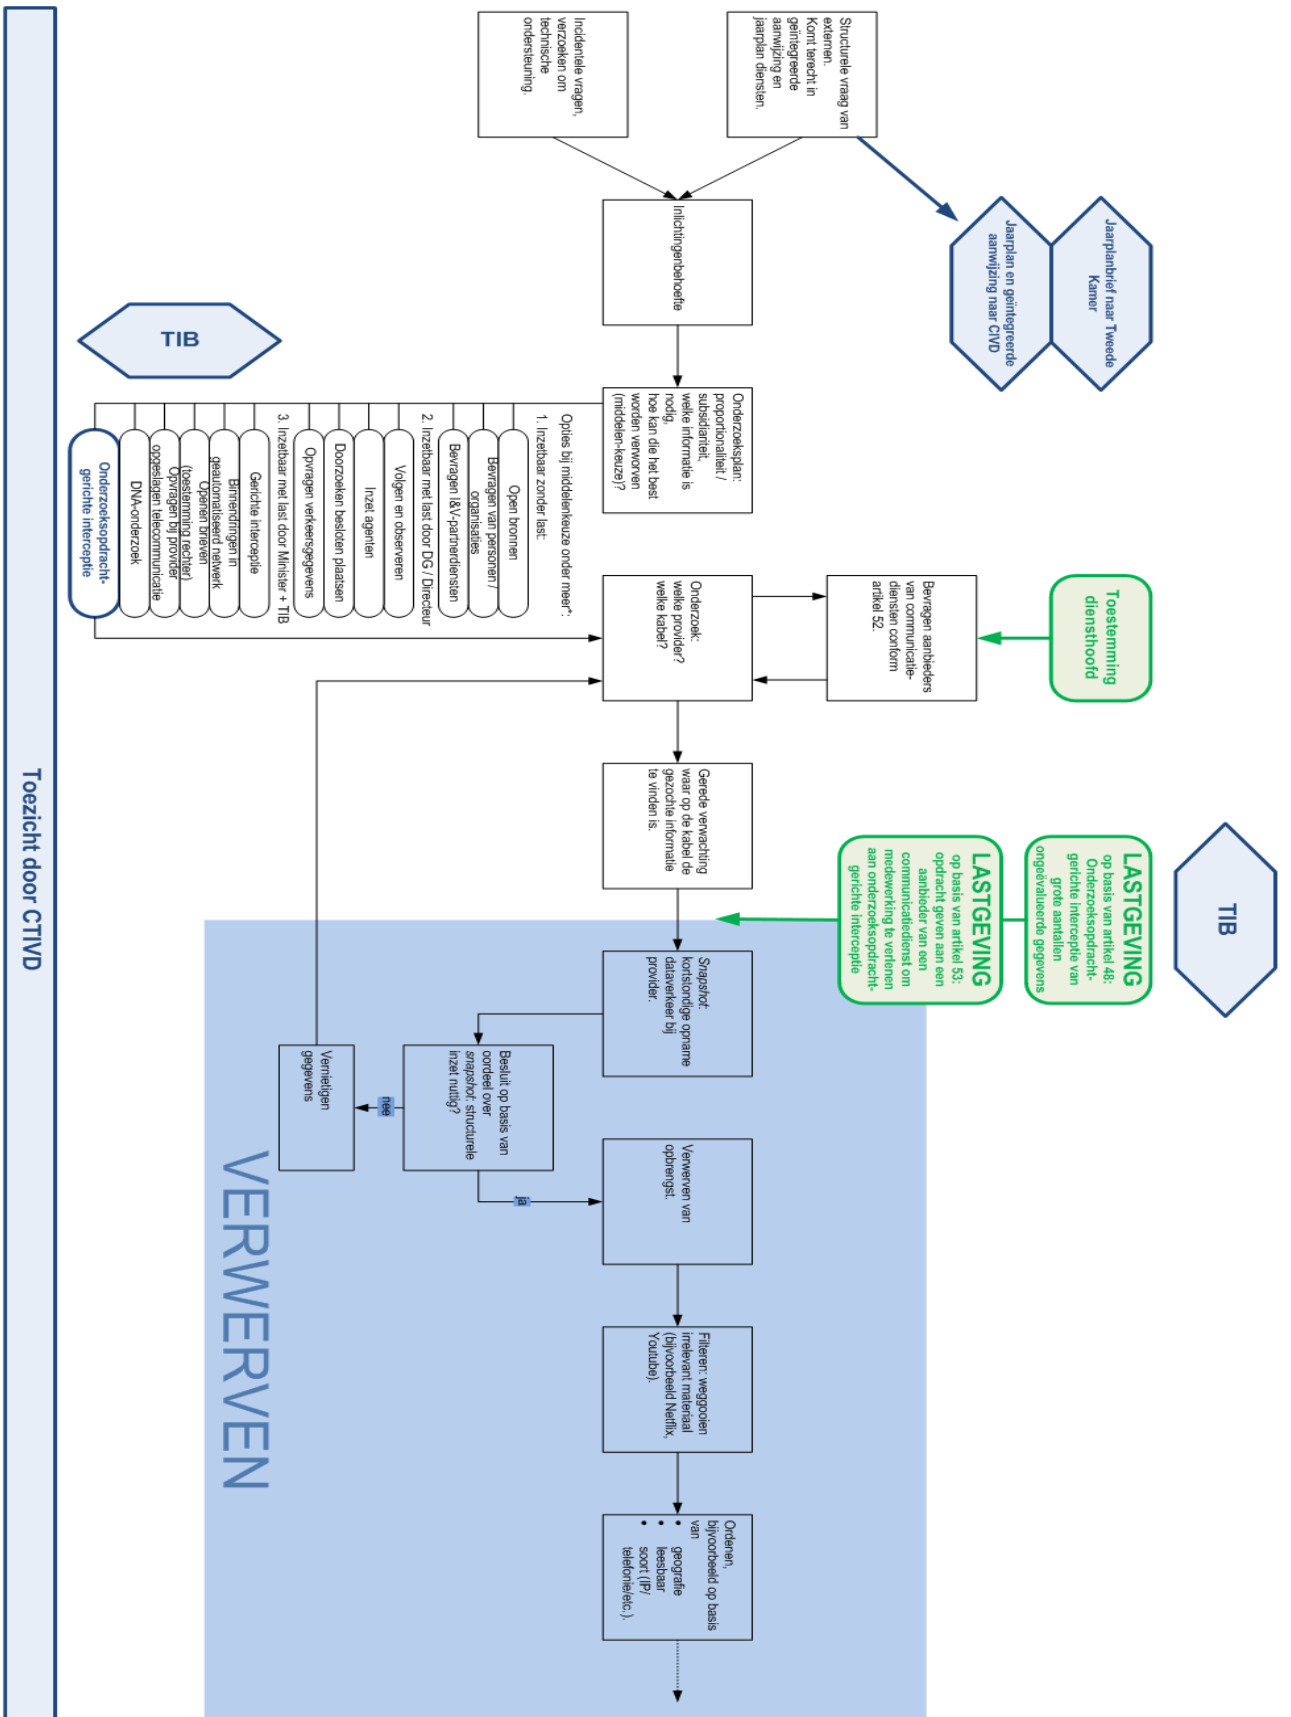 Structurele vraag van
externen.
Komt terecht in
geïntegreerde
aanwijzing en
jaarplan diensten.
Incidentele vragen,
verzoeken om
technische
ondersteuning.
Jaarplanbrief naar Tweede
Kamer
Jaarplan en geïntegreerde
aanwijzing naar CIVD
Inlichtingenbehoefte
TIB
Onderzoeksplan:
proportionaliteit /
subsidiariteit,
welke informatie is
nodig,
hoe kan die het best
worden verworven
(middelen-keuze)?
Opties bij middelenkeuze onder meer*:
1. Inzetbaar zonder last:
Open bronnen
Bevragen van personen /
organisaties
Bevragen I&V-partnerdiensten
2. Inzetbaar met last door DG / Directeur
Volgen en observeren
Inzet agenten
Doorzoeken besloten plaatsen
Opvragen verkeersgegevens
3. Inzetbaar met last door Minister + TIB
Gerichte interceptie
Binnendringen in
geautomatiseerd netwerk
Openen brieven
(toestemming rechter)
Opvragen bij provider
opgeslagen telecommunicatie
DNA-onderzoek
Onderzoeksopdracht-
gerichte interceptie
Toestemming
diensthoofd
Bevragen aanbieders
van communicatie-
diensten conform
artikel 52.
Onderzoek:
welke provider?
welke kabel?
Gerede verwachting
waar op de kabel de
gezochte informatie
te vinden is.
TIB
LASTGEVING
op basis van artikel 48:
Onderzoeksopdracht-
gerichte interceptie van
grote aantallen
ongeëvalueerde gegevens
LASTGEVING
op basis van artikel 53:
opdracht geven aan een
aanbieder van een
communicatiedienst om
medewerking te verlenen
aan onderzoeksopdracht-
gerichte interceptie
Snapshot:
kortstondige opname
dataverkeer bij
provider.
Besluit op basis van
oordeel over
snapshot: structurele
inzet nuttig?
nee
Vernietigen
gegevens
ja
Verwerven van
opbrengst.
Filteren: weggooien
irrelevant materiaal
(bijvoorbeeld Netflix,
Youtube).
Ordenen,
bijvoorbeeld op basis
van
• geografie
• leesbaar
• soort (IP/
telefonie/etc.).
VERWERVEN
Toezicht door CTIVD